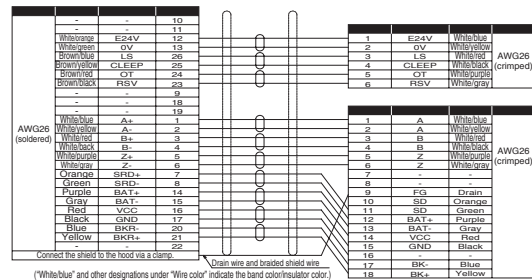 - - 10
- - 11
White/orange E24V 12
White/green 0V 13
Brown/blue LS 26
Brown/yellow CLEEP 25
Brown/red OT 24
Brown/black RSV 23
- - 9
- - 18
- - 19
White/blue A+ 1
White/yellow A- 2
White/red B+ 3
White/back B- 4
White/purple Z+ 5
White/gray Z- 6
Orange SRD+ 7
Green SRD- 8
Purple BAT+ 14
Gray BAT- 15
Red VCC 16
Black GND 17
Blue BKR- 20
Yellow BKR+ 21
- - 22
AWG26
(soldered)
Connect the shield to the hood via a clamp.
1 E24V White/blue
2 0V White/yellow
3 LS White/red
4 CLEEP White/black
5 OT White/purple
6 RSV White/gray
AWG26
(crimped)
1 A White/blue
2 A White/yellow
3 B White/red
4 B White/black
5 Z White/purple
6 Z White/gray
7 - -
8 - -
9 FG Drain
10 SD Orange
11 SD Green
12 BAT+ Purple
13 BAT- Gray
14 VCC Red
15 GND Black
16 - -
17 BK- Blue
18 BK+ Yellow
AWG26
(crimped)
Drain wire and braided shield wire
("White/blue" and other designations under "Wire color" indicate the band color/insulator color.)